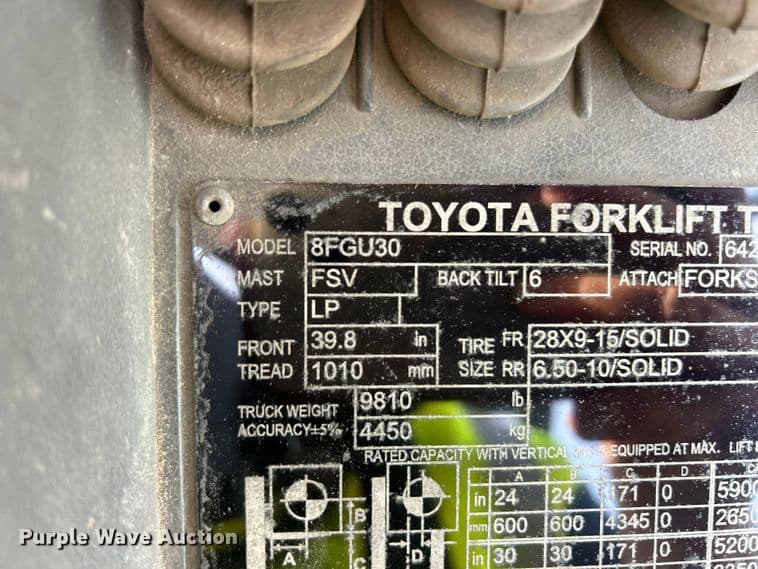 TOYOTA FORKLIFT T
MODEL 8FGU30 SERIAL NO. 642
MAST FSV BACK TILT 6 ATTACH FORKS
TYPE LP
FRONT TREAD 39.8 in TIRE SIZE FR 28X9-15/SOLID
1010 mm RR 6.50-10/SOLID
TRUCK WEIGHT 9810 lb
ACCURACY±5% 4450 kg
RATED CAPACITY WITH VERTICAL EQUIPPED AT MAX. LIFT
A B C D
in 24 24 171 0 5900
mm 600 600 4345 0 2650
in 30 30 171 0 5200
B
A D C
Purple Wave Auction